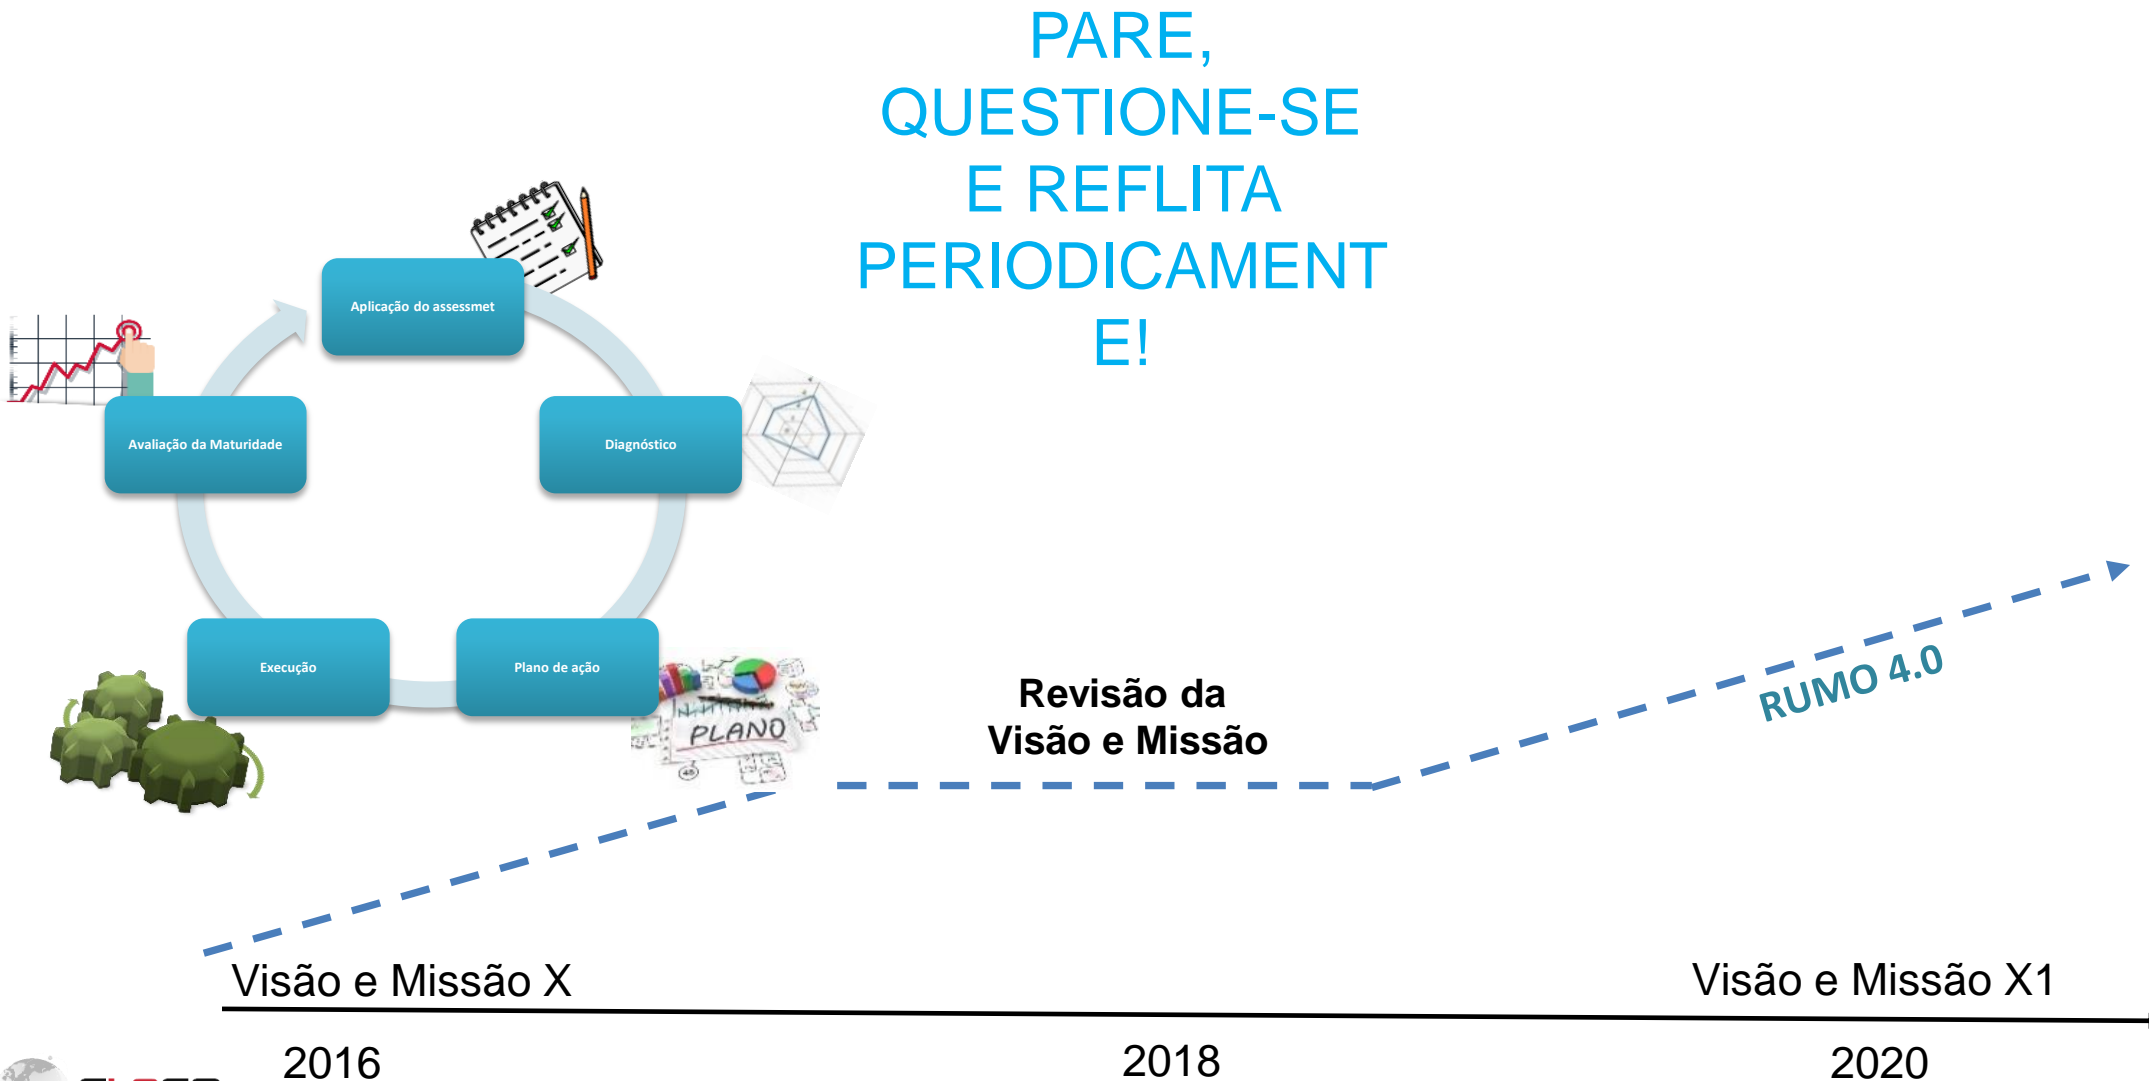 PARE,
QUESTIONE-SE
E REFLITA
PERIODICAMENT
E!
Aplicação do assessmet
Avaliação da Maturidade
Diagnóstico
Execução
Plano de ação
PLANO
Revisão da
Visão e Missão
RUMO 4.0
Visão e Missão X
Visão e Missão X1
2016
2018
2020